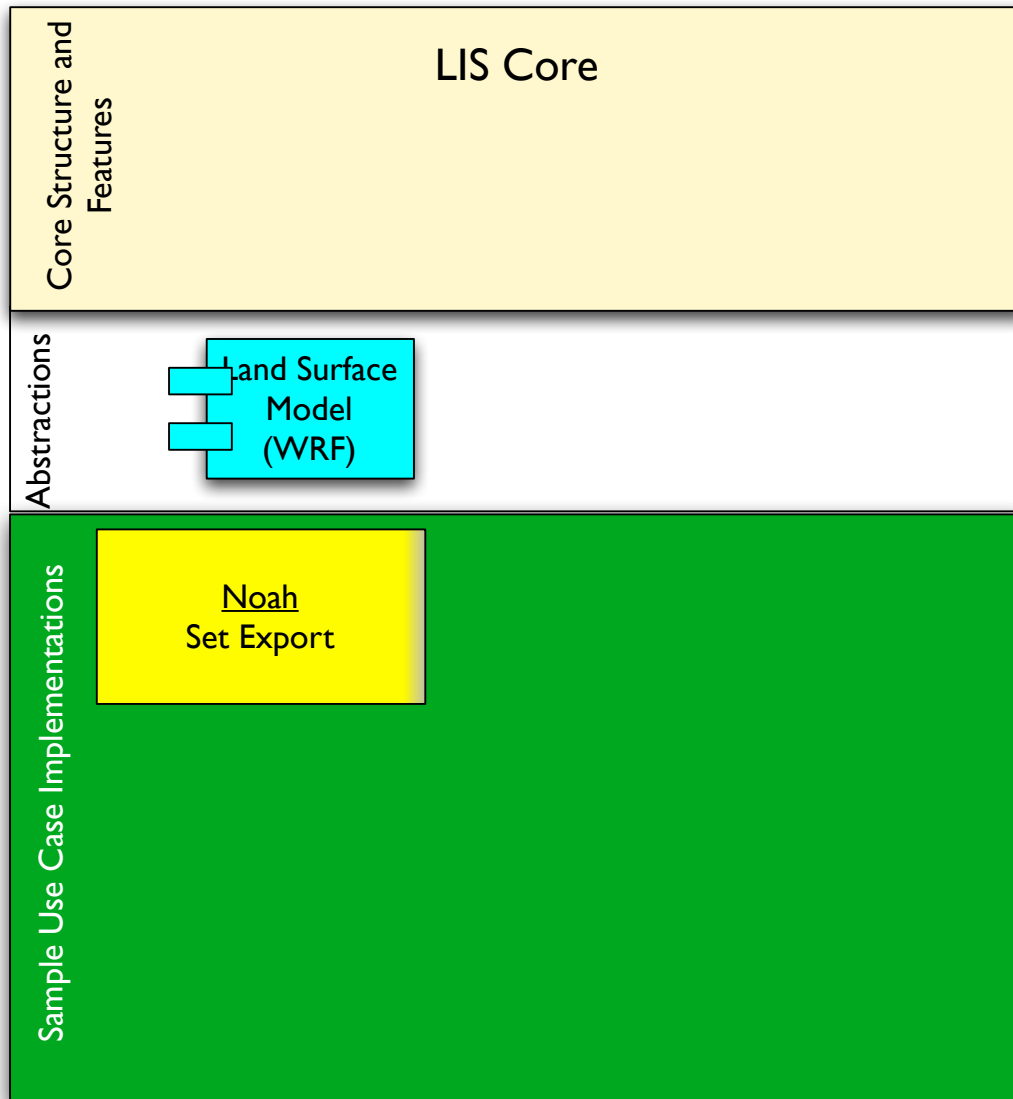 LIS Core
Core Structure and
Features
Abstractions
Land Surface
Model
(WRF)
Sample Use Case Implementations
Noah
Set Export